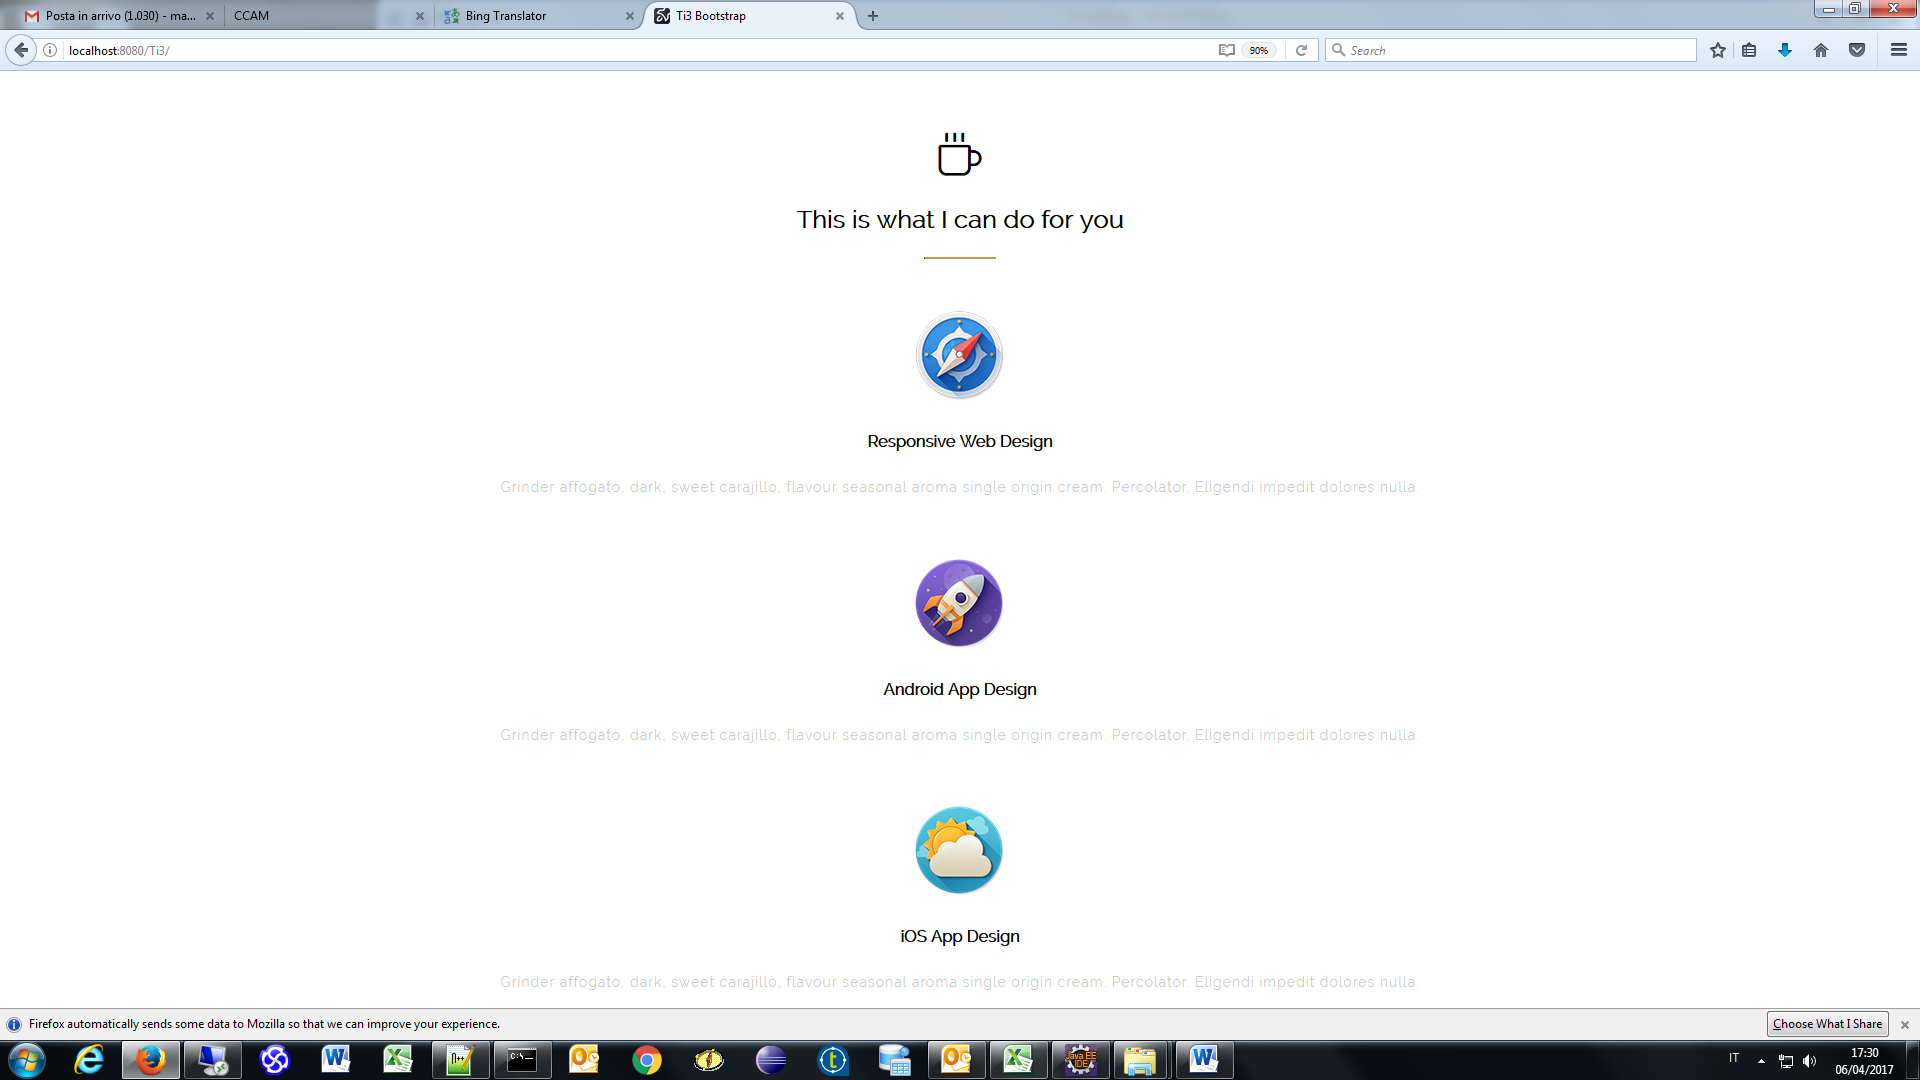 Posta in arrivo (1.030) - ma...
CCAM
Bing Translator
Ti3 Bootstrap
localhost:8080/Ti3/
90%
Search
This is what I can do for you
Responsive Web Design
Grinder affogato, dark, sweet carajillo, flavour seasonal aroma single origin cream. Percolator. Eligendi impedit dolores nulla.
Android App Design
Grinder affogato, dark, sweet carajillo, flavour seasonal aroma single origin cream. Percolator. Eligendi impedit dolores nulla.
iOS App Design
Grinder affogato, dark, sweet carajillo, flavour seasonal aroma single origin cream. Percolator. Eligendi impedit dolores nulla.
Firefox automatically sends some data to Mozilla so that we can improve your experience.
Choose What I Share
Java EE
IDE
IT
17:30
06/04/2017